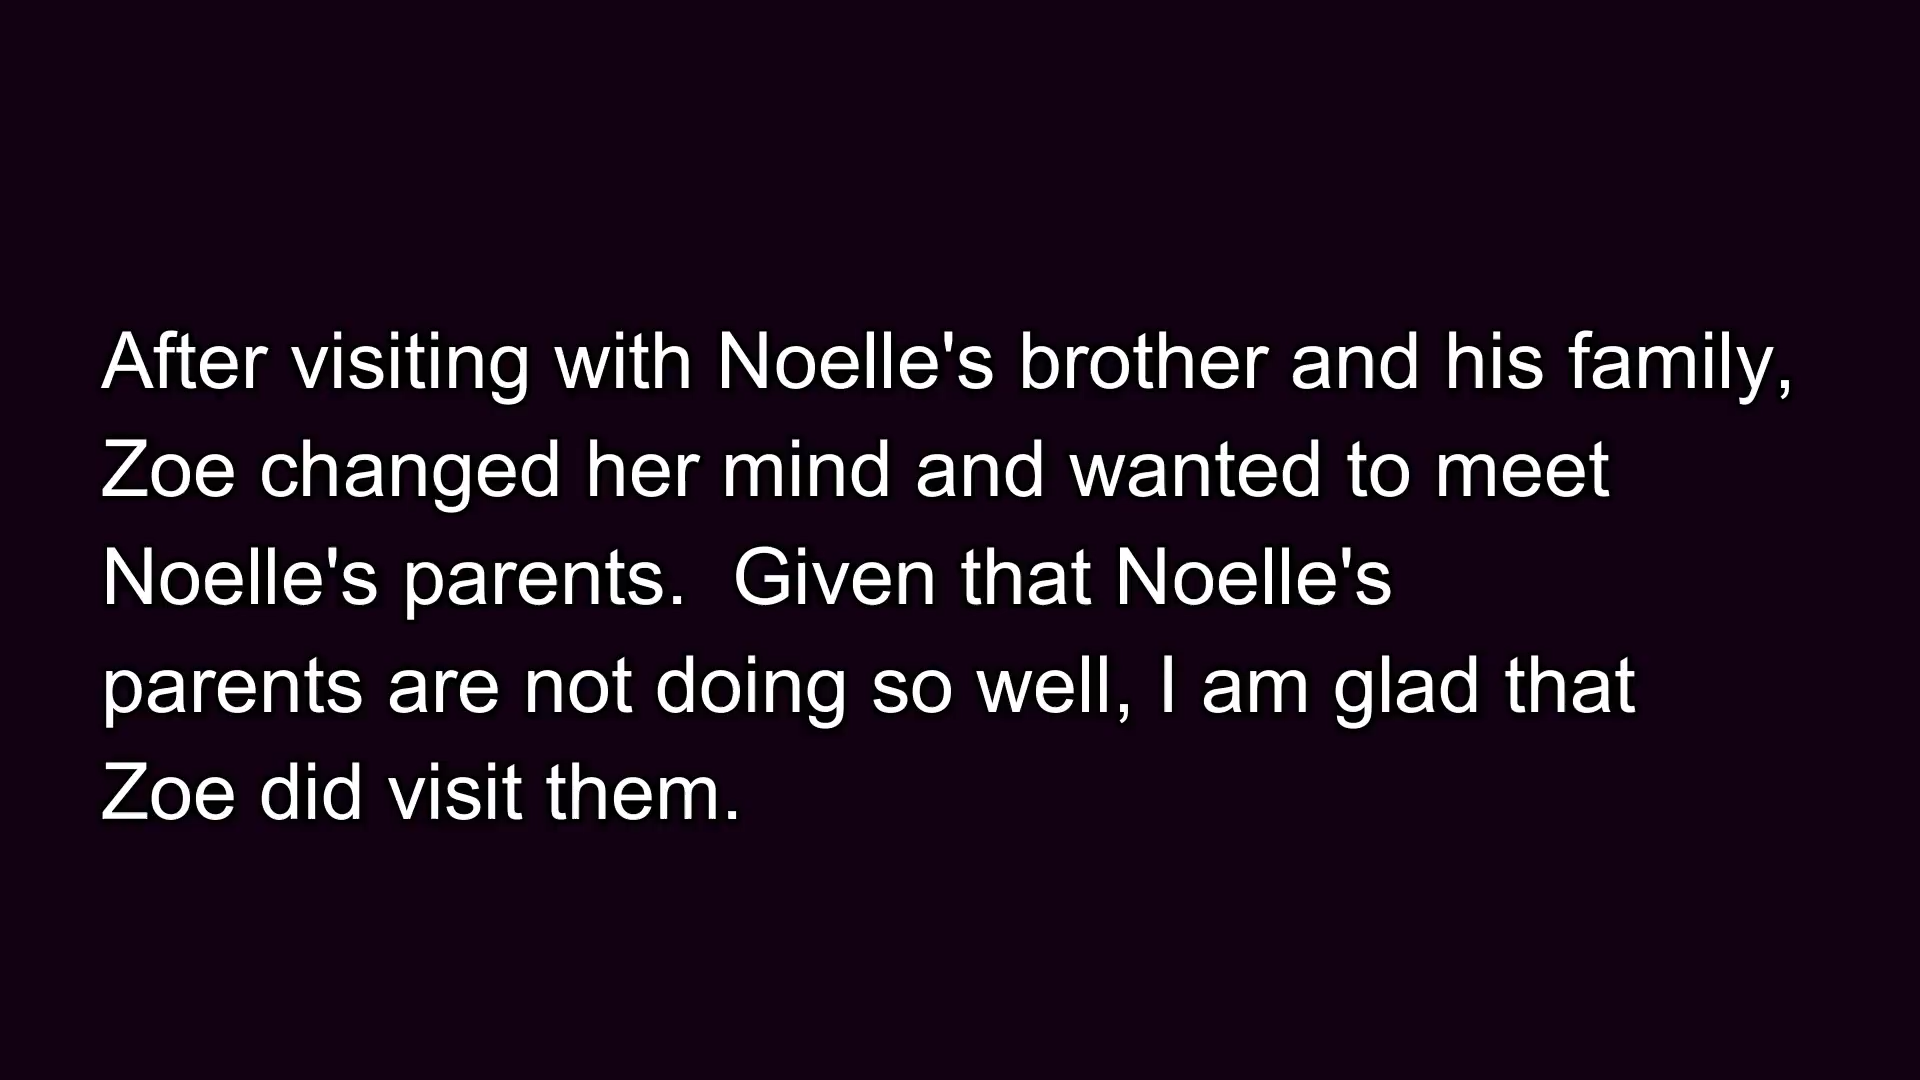 After visiting with Noelle's brother and his family,
Zoe changed her mind and wanted to meet
Noelle's parents.  Given that Noelle's
parents are not doing so well, I am glad that
Zoe did visit them.